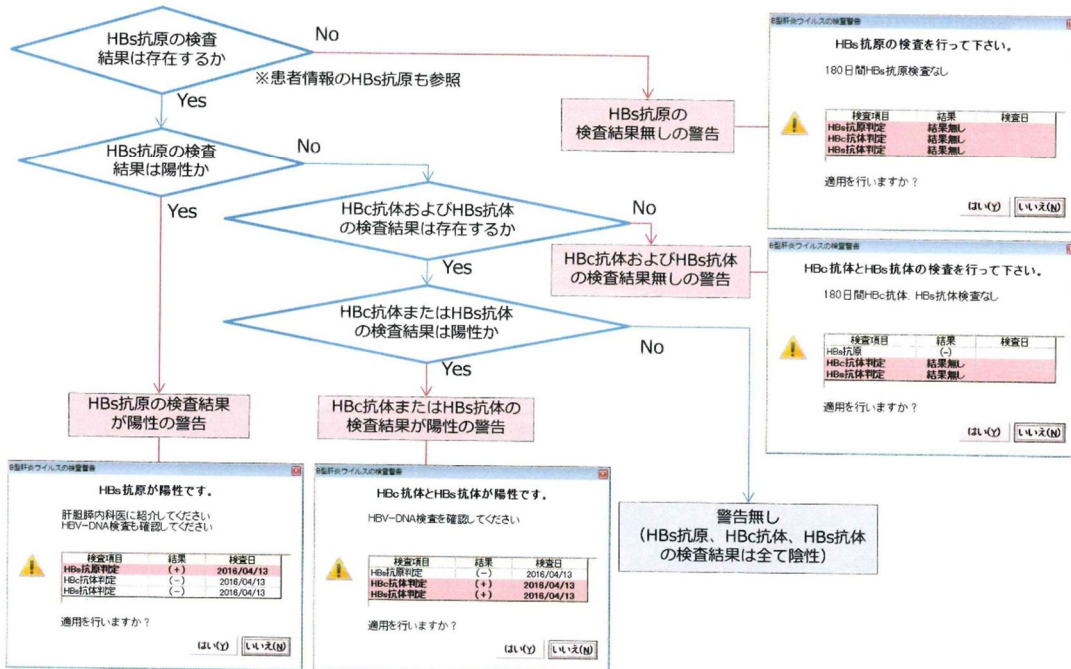 HBs抗原の検査
結果は存在するか
No
※患者情報のHBs抗原も参照
Yes
HBs抗原の
検査結果無しの警告
HBs抗原の検査
結果は陽性か
No
Yes
HBc抗体およびHBs抗体
の検査結果は存在するか
No
Yes
HBc抗体およびHBs抗体
の検査結果無しの警告
HBc抗体またはHBs抗体
の検査結果は陽性か
No
Yes
HBs抗原の検査結果
が陽性の警告
HBc抗体またはHBs抗体の
検査結果が陽性の警告
警告無し
(HBs抗原、HBc抗体、HBs抗体
の検査結果は全て陰性)
B型肝炎ウイルスの検査警告
HBs抗原の検査を行って下さい。
180日間HBs抗原検査なし
検査項目 結果 検査日
HBs抗原判定 結果無し
HBc抗体判定 結果無し
HBs抗体判定 結果無し
適用を行いますか?
はい(Y) いいえ(N)
B型肝炎ウイルスの検査警告
HBc抗体とHBs抗体の検査を行って下さい。
180日間HBc抗体、HBs抗体検査なし
検査項目 結果 検査日
HBs抗原 (-)
HBc抗体判定 結果無し
HBs抗体判定 結果無し
適用を行いますか?
はい(Y) いいえ(N)
B型肝炎ウイルスの検査警告
HBs抗原が陽性です。
肝胆膵内科医に紹介してください
HBV-DNA検査も確認してください
検査項目 結果 検査日
HBs抗原判定 (+) 2016/04/13
HBc抗体判定 (-) 2016/04/13
HBs抗体判定 (-) 2016/04/13
適用を行いますか?
はい(Y) いいえ(N)
B型肝炎ウイルスの検査警告
HBc抗体とHBs抗体が陽性です。
HBV-DNA検査を確認してください
検査項目 結果 検査日
HBs抗原判定 (-) 2016/04/13
HBc抗体判定 (+) 2016/04/13
HBs抗体判定 (+) 2016/04/13
適用を行いますか?
はい(Y) いいえ(N)